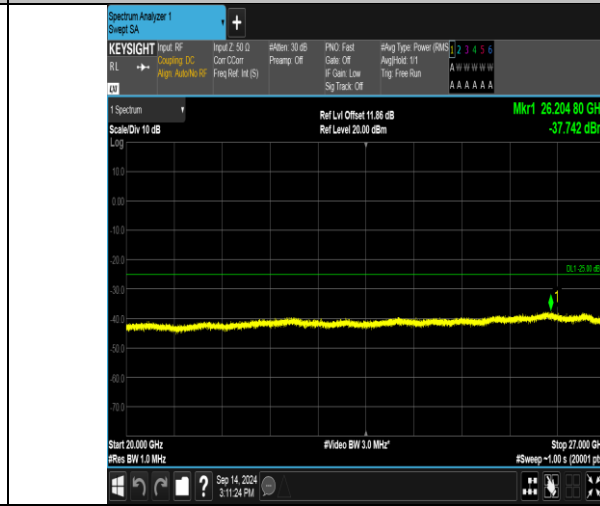 Spectrum Analyzer 1
Swept SA
+
KEYSIGHT Input: RF Input Z: 50 Ω #Atten: 30 dB PNO: Fast #Avg Type: Power (RMS 1 2 3 4 5 6
RL Coupling: DC Corr CCorr Preamp: Off Gate: Off Avg|Hold: 1/1 A W W W W W
Align: Auto/No RF Freq Ref: Int (S) IF Gain: Low Trig: Free Run
LXI Sig Track: Off A A A A A A
1 Spectrum Ref Lvl Offset 11.86 dB Mkr1 26.204 80 GH
Scale/Div 10 dB Ref Level 20.00 dBm -37.742 dBr
Log
10.0
0.00
-10.0
-20.0
DL1 -25.00 dB
-30.0
1
-40.0
-50.0
-60.0
-70.0
Start 20.000 GHz #Video BW 3.0 MHz* Stop 27.000 GH
#Res BW 1.0 MHz #Sweep ~1.00 s (20001 pt
? Sep 14, 2024
3:11:24 PM